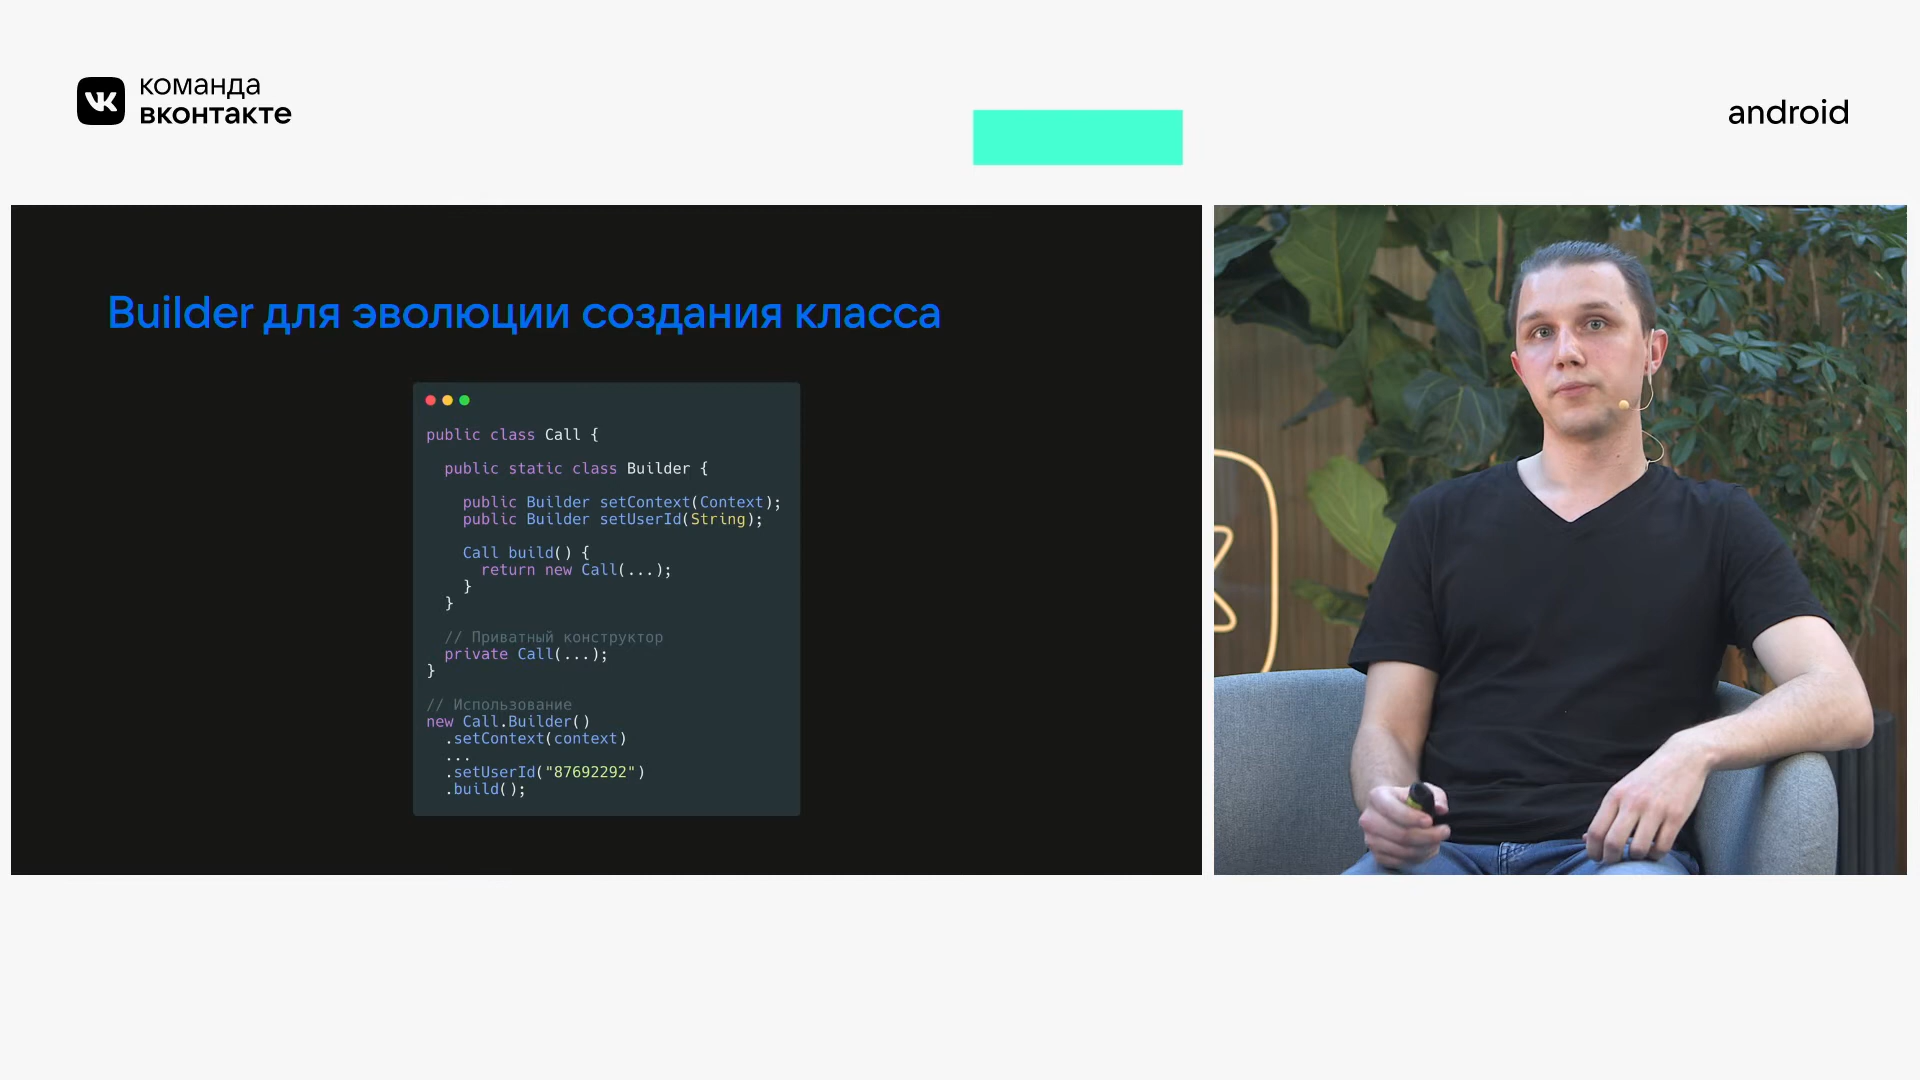 команда
вконтакте
android
Builder для эволюции создания класса
public class Call {
public static class Builder {
public Builder setContext(Context);
public Builder setUserId(String);
Call build() {
return new Call(...);
}
}
// Приватный конструктор
private Call(...);
}
// Использование
new Call.Builder()
.setContext(context)
...
.setUserId("87692292")
.build();